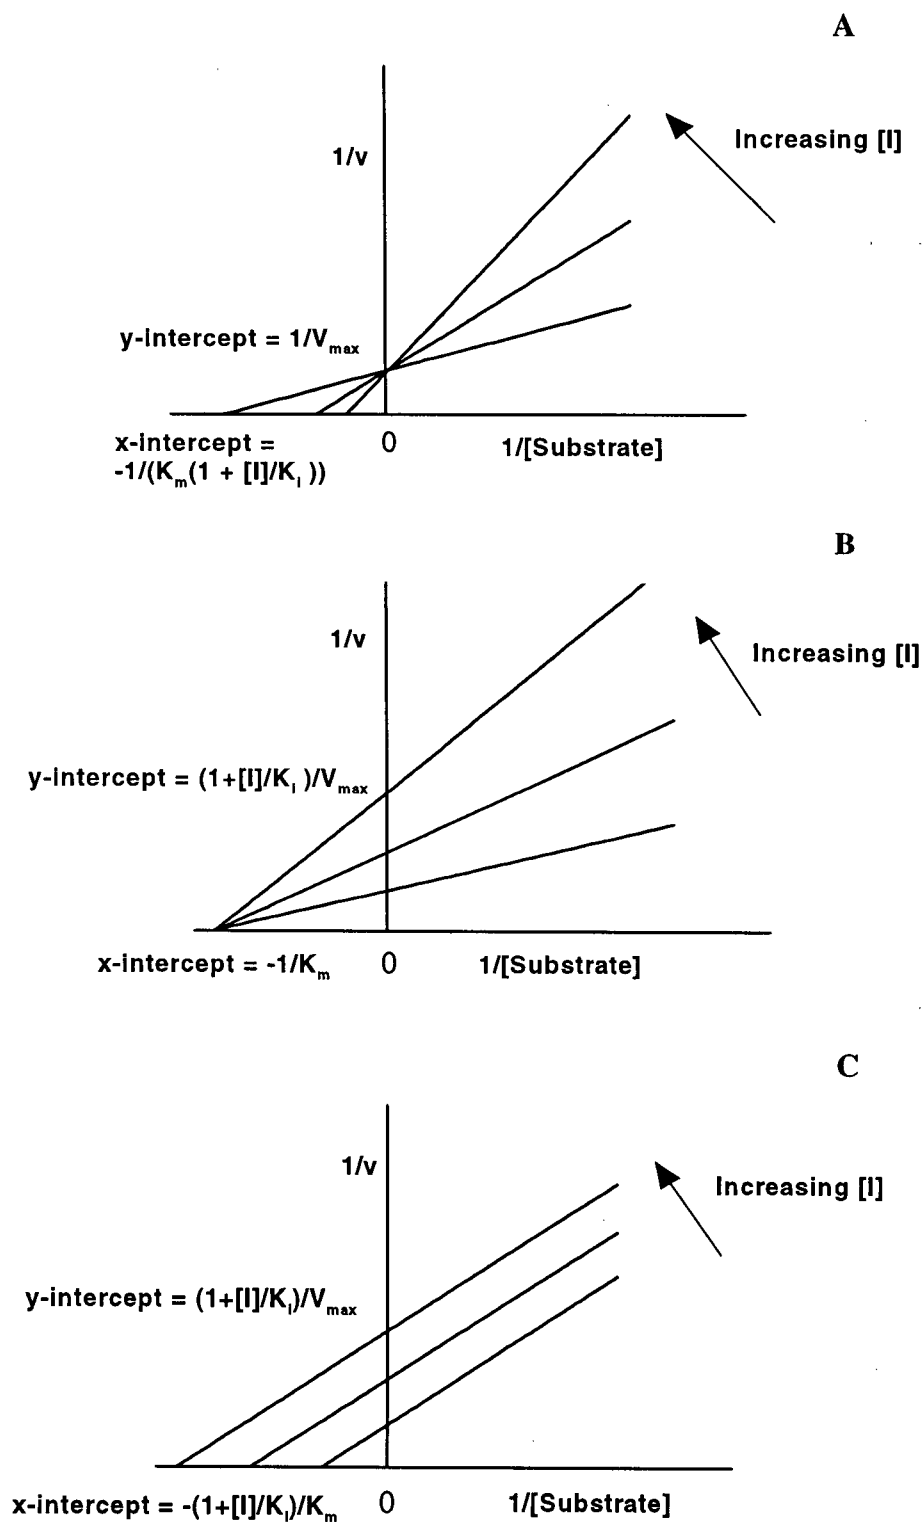 A
Increasing [I]
1/v
y-intercept = 1/Vmax
x-intercept =
-1/(Km(1 + [I]/KI ))
0
1/[Substrate]
B
1/v
Increasing [I]
y-intercept = (1+[I]/KI )/Vmax
x-intercept = -1/Km
0
1/[Substrate]
C
1/v
Increasing [I]
y-intercept = (1+[I]/KI)/Vmax
x-intercept = -(1+[I]/KI)/Km
0
1/[Substrate]